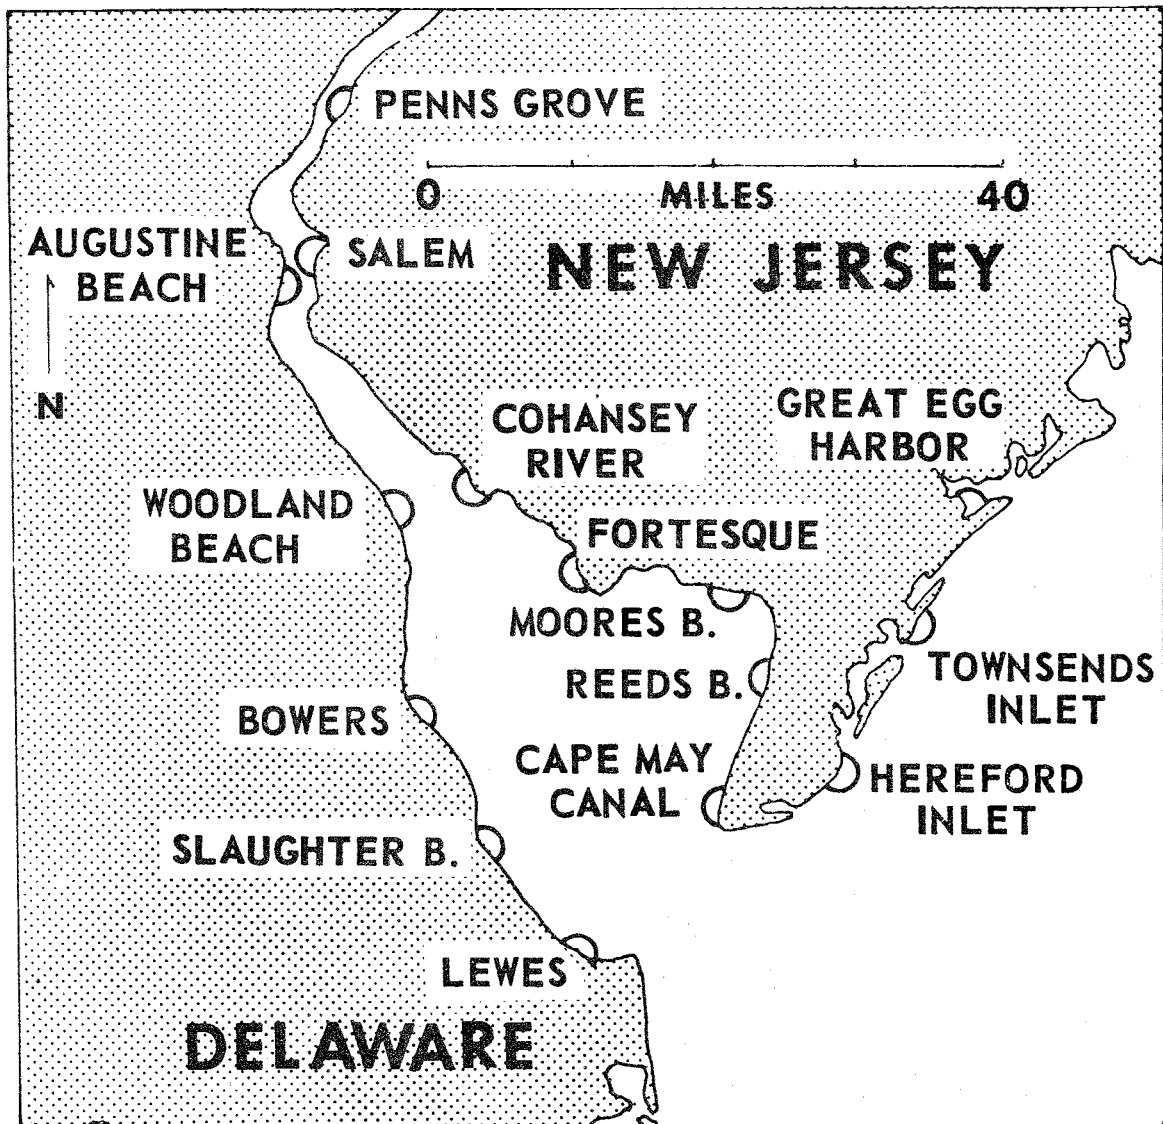 PENNS GROVE
0 MILES 40
AUGUSTINE
BEACH
SALEM
NEW JERSEY
N
COHANSEY
RIVER
GREAT EGG
HARBOR
WOODLAND
BEACH
FORTESQUE
MOORES B.
REEDS B.
TOWNSENDS
INLET
BOWERS
CAPE MAY
CANAL
HEREFORD
INLET
SLAUGHTER B.
LEWES
DELAWARE